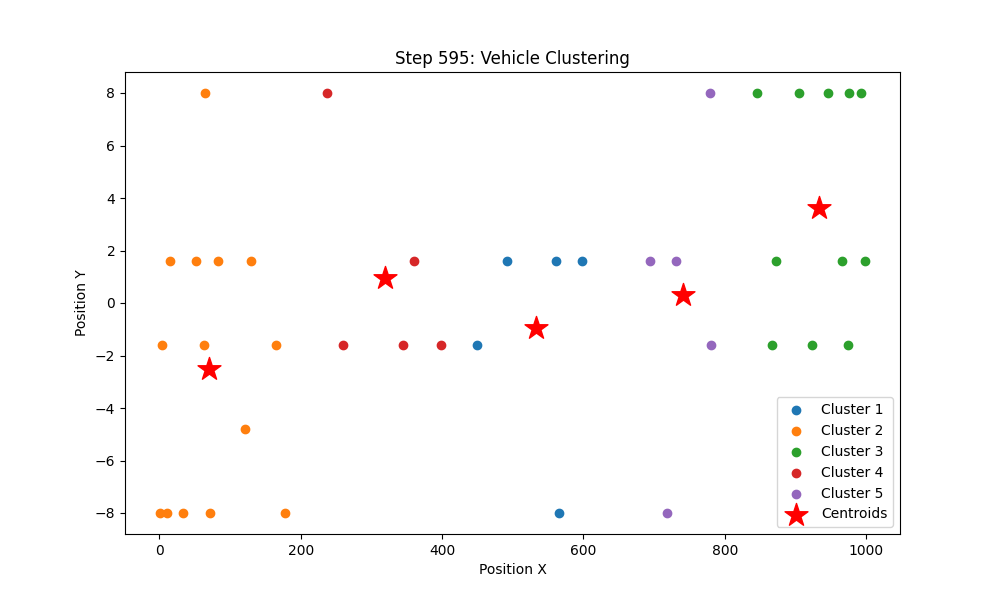 Step 595: Vehicle Clustering
Position Y
8
6
4
2
0
−2
−4
−6
−8
0 200 400 600 800 1000
Position X
Cluster 1
Cluster 2
Cluster 3
Cluster 4
Cluster 5
Centroids